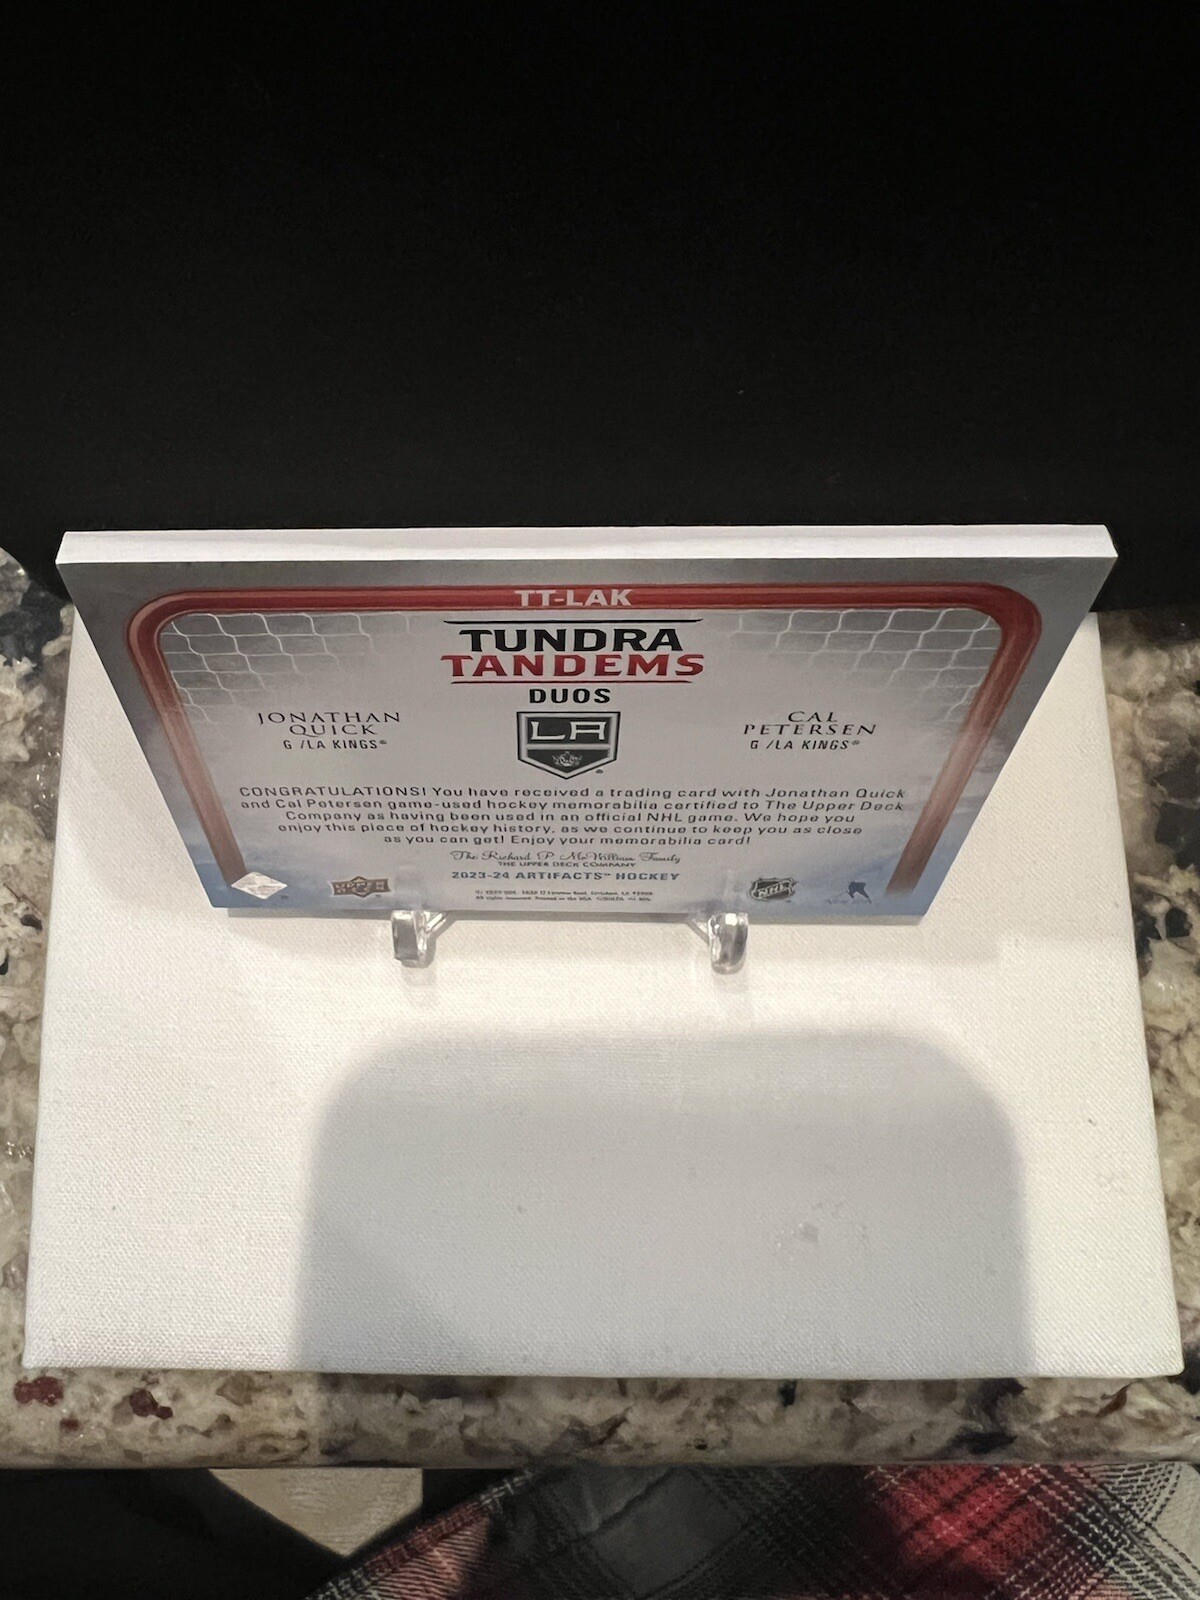 TT-LAK
TUNDRA
TANDEMS
DUOS
JONATHAN
QUICK
G /LA KINGS®
LA
CAL
PETERSEN
G /LA KINGS®
CONGRATULATIONS! You have received a trading card with Jonathan Quick
and Cal Petersen game-used hockey memorabilia certified to The Upper Deck
Company as having been used in an official NHL game. We hope you
enjoy this piece of hockey history, as we continue to keep you as close
as you can get! Enjoy your memorabilia card!
The Richard P. McWilliam Family
THE UPPER DECK COMPANY
2023-24 ARTIFACTS™ HOCKEY
UPPER
DECK
NHL